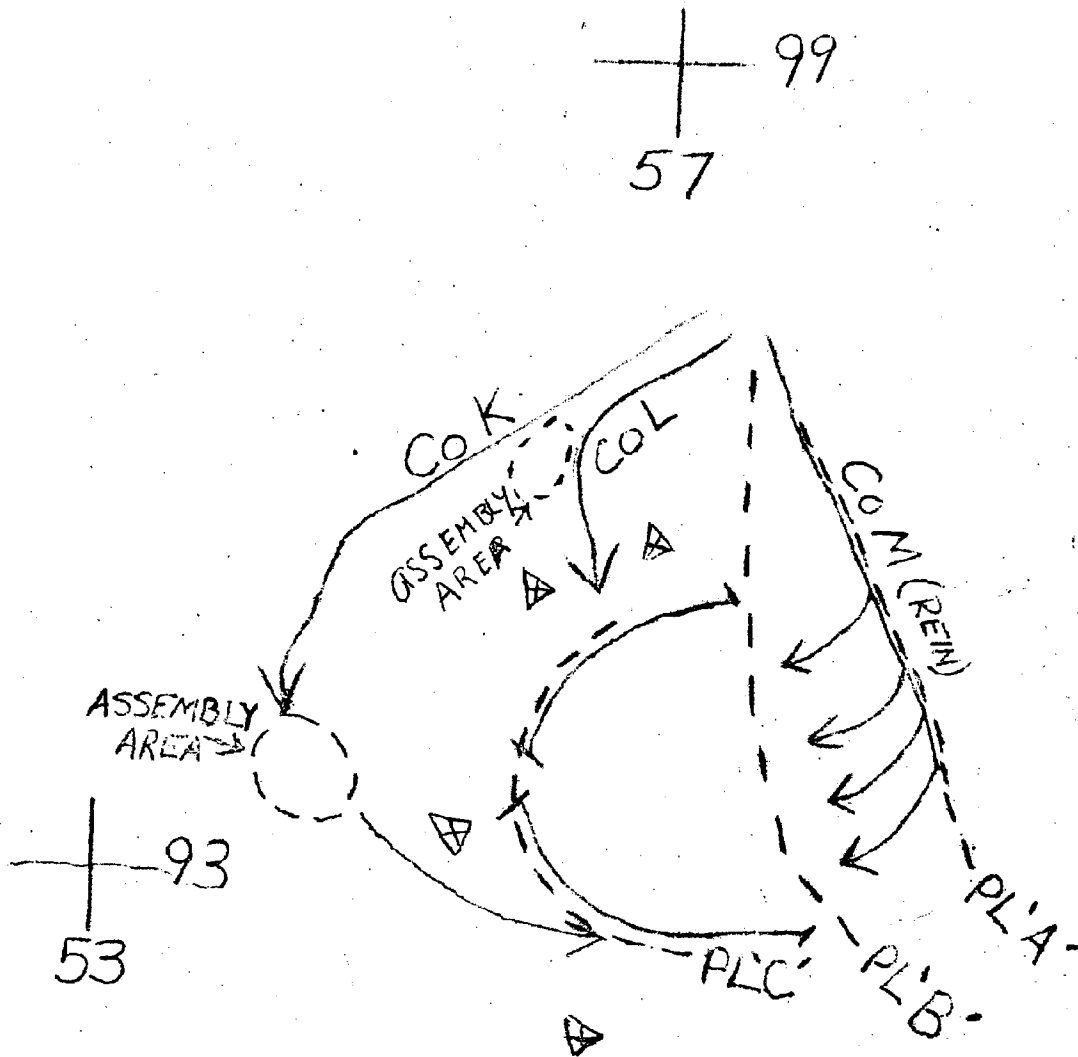 99
57
Co K
Co L
ASSEMBLY
AREA
Co M (REIN)
ASSEMBLY
AREA
93
53
PL'A'
PL'B'
PL'C'